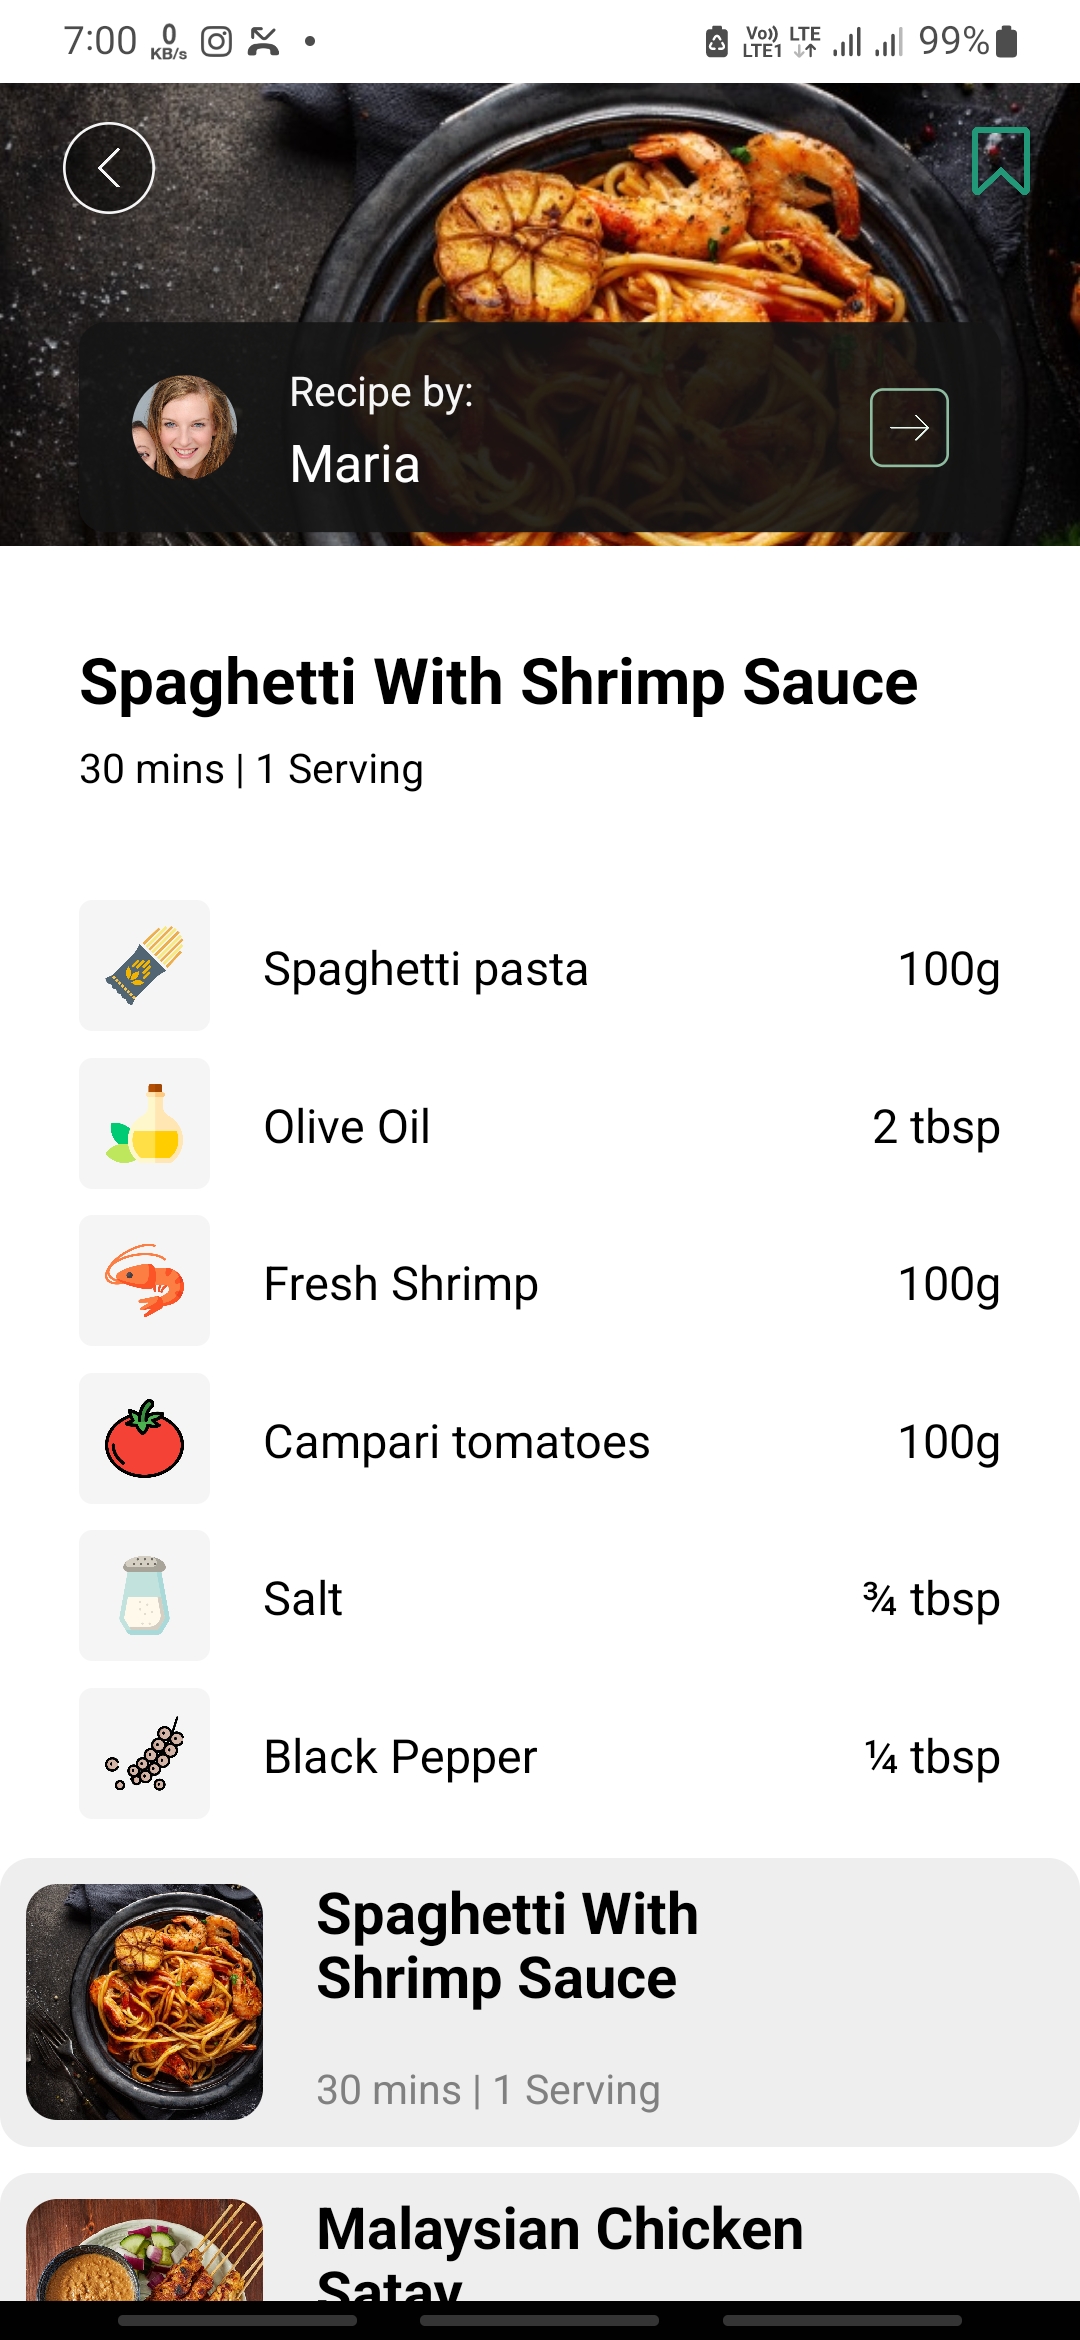 7:00 0 KB/s Vo)) LTE1 LTE 99%
Recipe by:
Maria
Spaghetti With Shrimp Sauce
30 mins | 1 Serving
Spaghetti pasta 100g
Olive Oil 2 tbsp
Fresh Shrimp 100g
Campari tomatoes 100g
Salt ¾ tbsp
Black Pepper ¼ tbsp
Spaghetti With
Shrimp Sauce
30 mins | 1 Serving
Malaysian Chicken
Satay